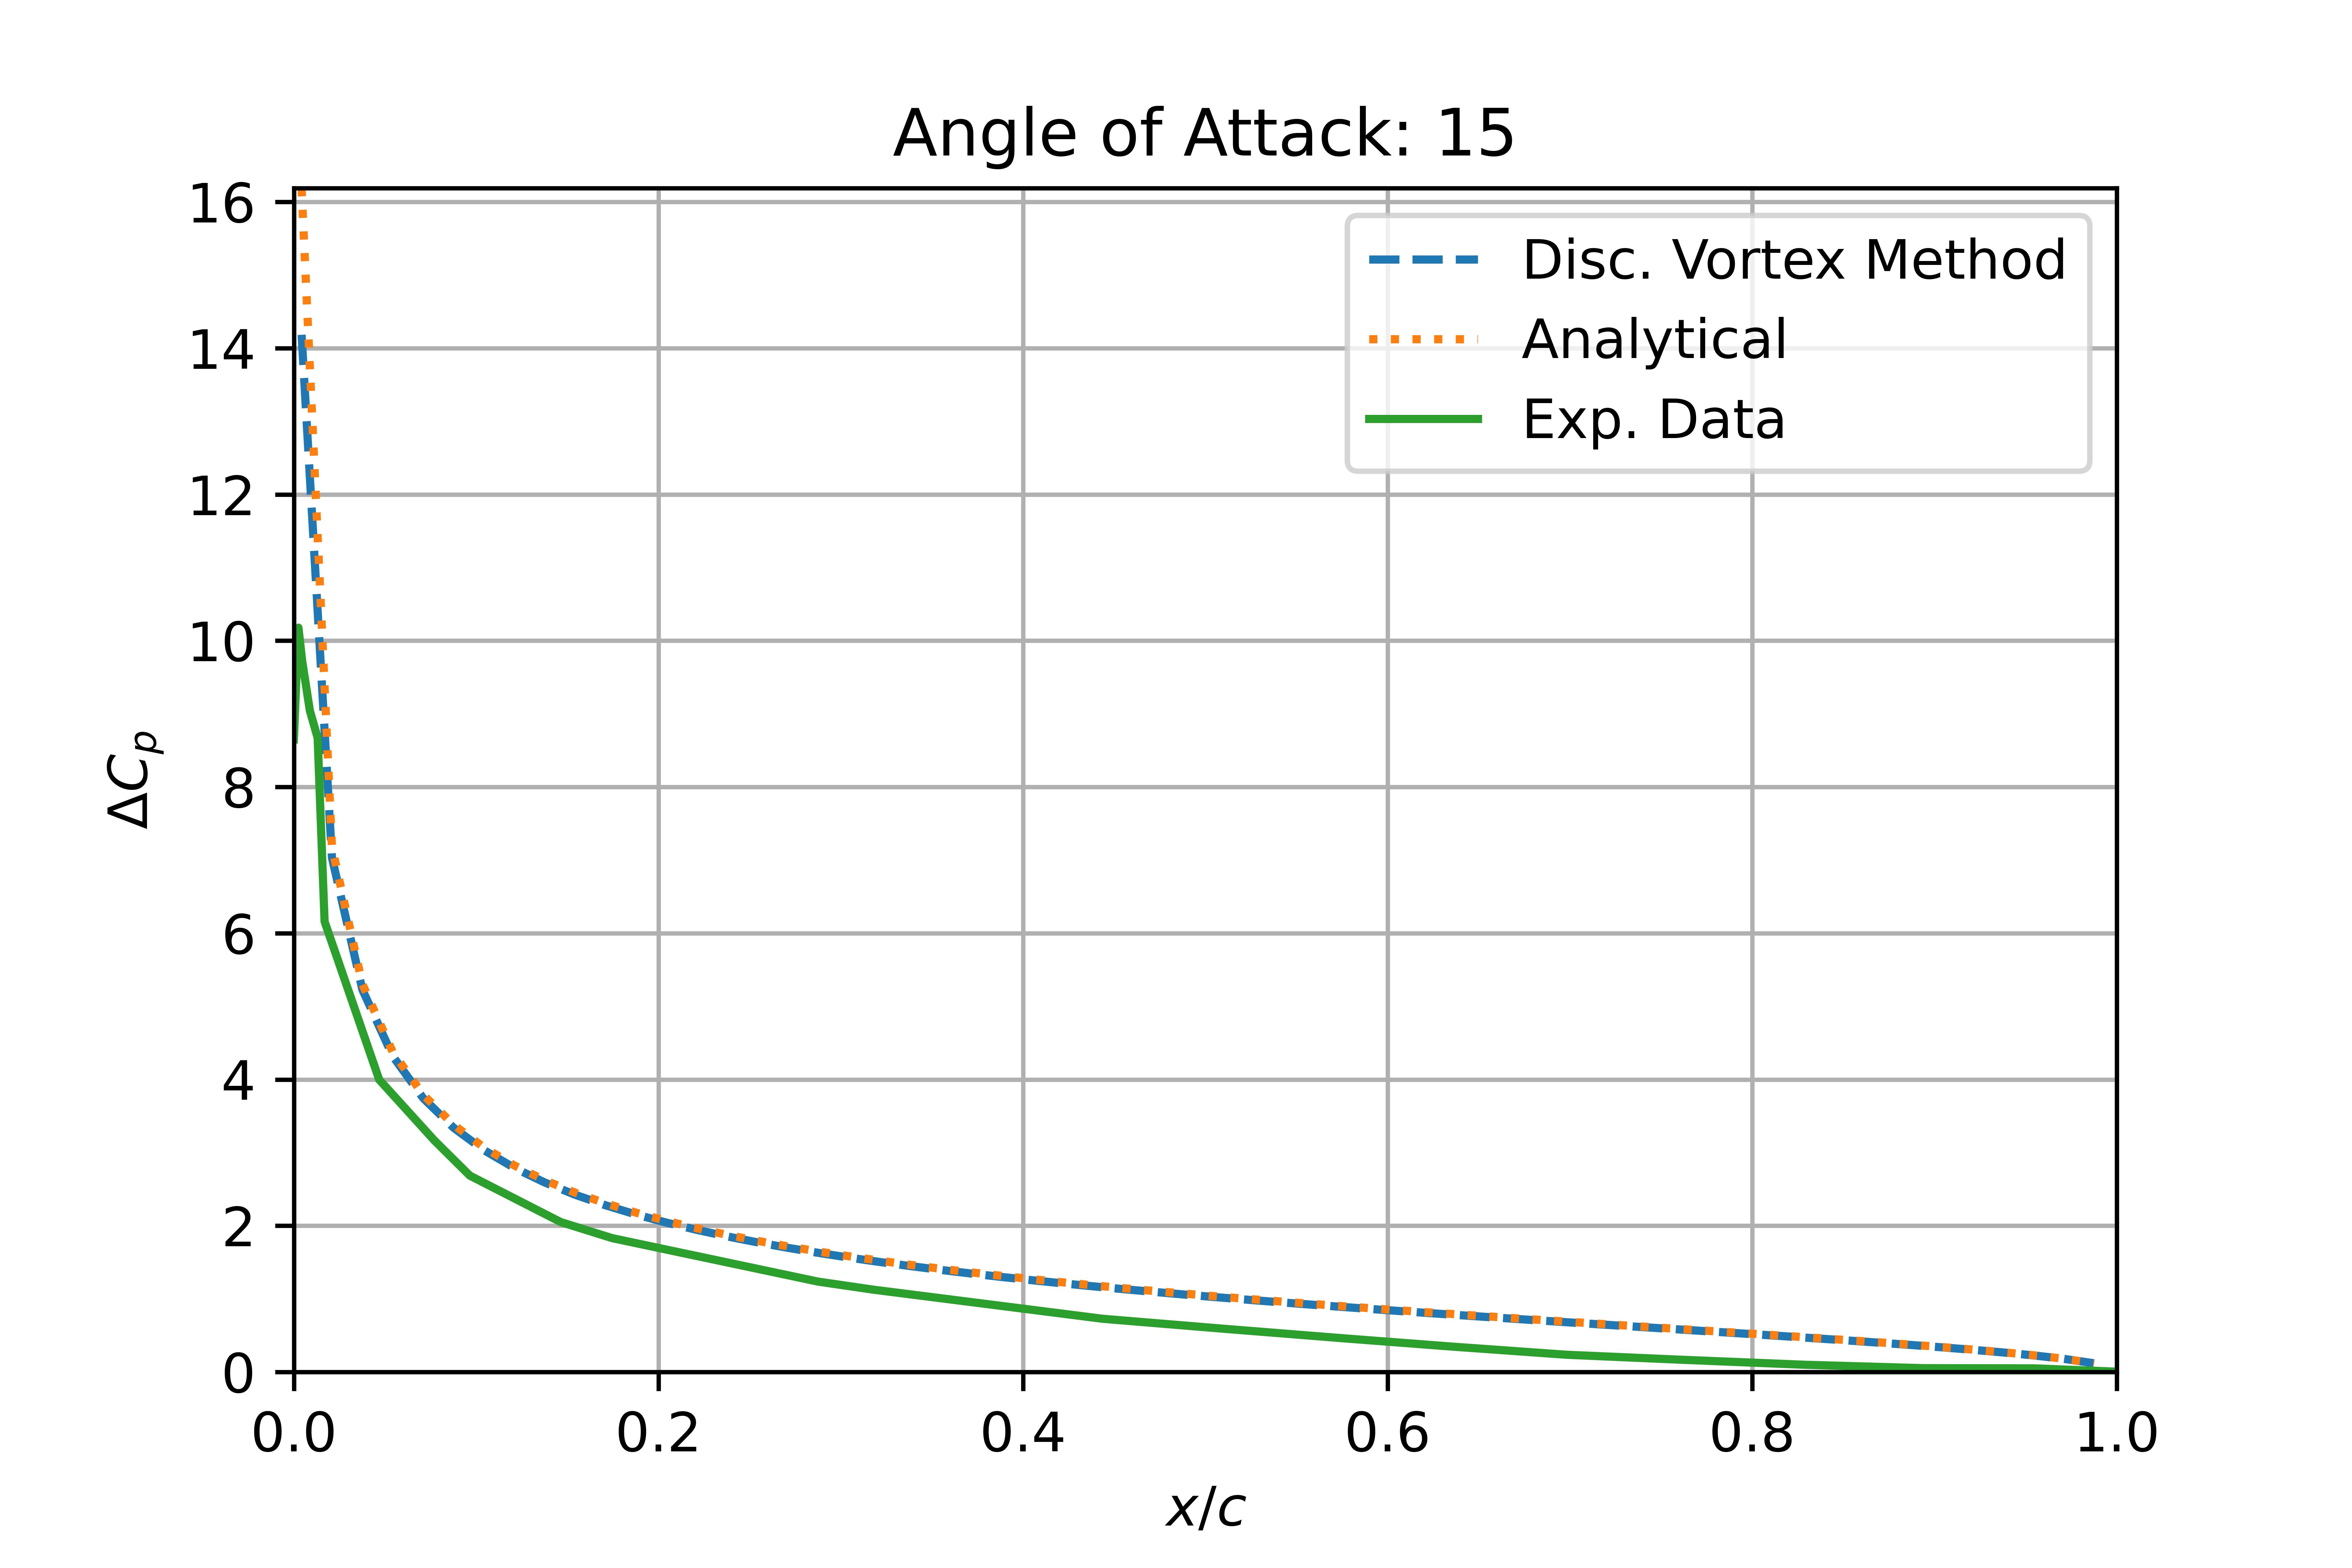 Angle of Attack: 15
16
14
12
10
8
6
4
2
0
ΔCp
Disc. Vortex Method
Analytical
Exp. Data
0.0 0.2 0.4 0.6 0.8 1.0
x/c